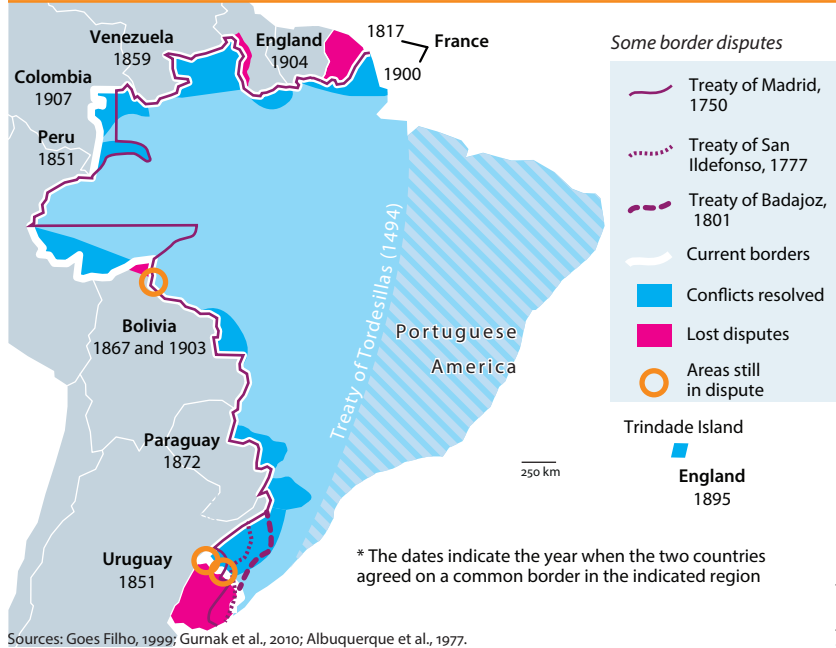 Venezuela
1859
England
1904
1817
1900
France
Colombia
1907
Peru
1851
Bolivia
1867 and 1903
Paraguay
1872
Uruguay
1851
Treaty of Tordesillas (1494)
Portuguese
America
250 km
Some border disputes
Treaty of Madrid,
1750
Treaty of San
Ildefonso, 1777
Treaty of Badajoz,
1801
Current borders
Conflicts resolved
Lost disputes
Areas still
in dispute
Trindade Island
England
1895
* The dates indicate the year when the two countries
agreed on a common border in the indicated region
Sources: Goes Filho, 1999; Gurnak et al., 2010; Albuquerque et al., 1977.